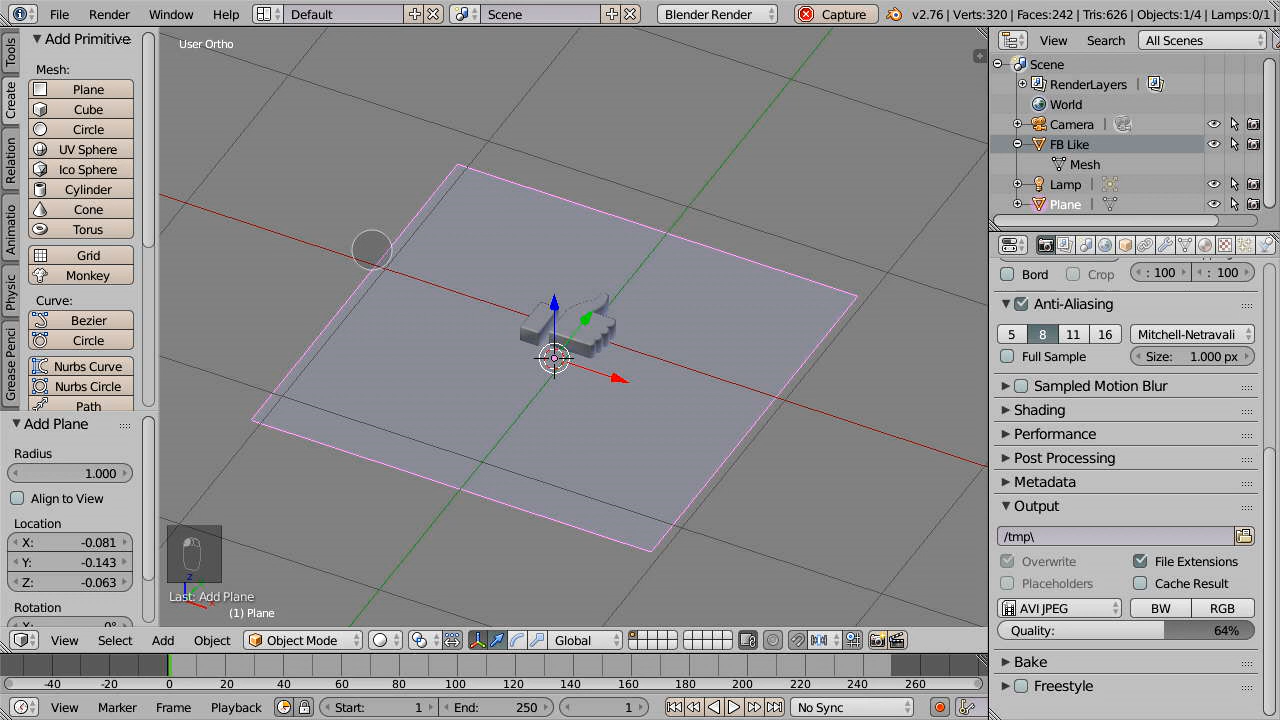 File Render Window Help Default Scene Blender Render Capture v2.76 | Verts:320 | Faces:242 | Tris:626 | Objects:1/4 | Lamps:0/1 |
Tools
Create
Relation
Animatio
Physic
Grease Penci
Add Primitive
Mesh:
Plane
Cube
Circle
UV Sphere
Ico Sphere
Cylinder
Cone
Torus
Grid
Monkey
Curve:
Bezier
Circle
Nurbs Curve
Nurbs Circle
Path
Add Plane
Radius
1.000
Align to View
Location
X: -0.081
Y: -0.143
Z: -0.063
Rotation
X: 0°
User Ortho
z
x
Last: Add Plane
(1) Plane
View Select Add Object Object Mode Global
-40 -20 0 20 40 60 80 100 120 140 160 180 200 220 240 260
View Marker Frame Playback Start: 1 End: 250 1 No Sync
View Search All Scenes
Scene
RenderLayers |
World
Camera |
FB Like
Mesh
Lamp |
Plane |
Bord Crop : 100 : 100
Anti-Aliasing
5 8 11 16 Mitchell-Netravali
Full Sample Size: 1.000 px
Sampled Motion Blur
Shading
Performance
Post Processing
Metadata
Output
/tmp\
Overwrite File Extensions
Placeholders Cache Result
AVI JPEG BW RGB
Quality: 64%
Bake
Freestyle